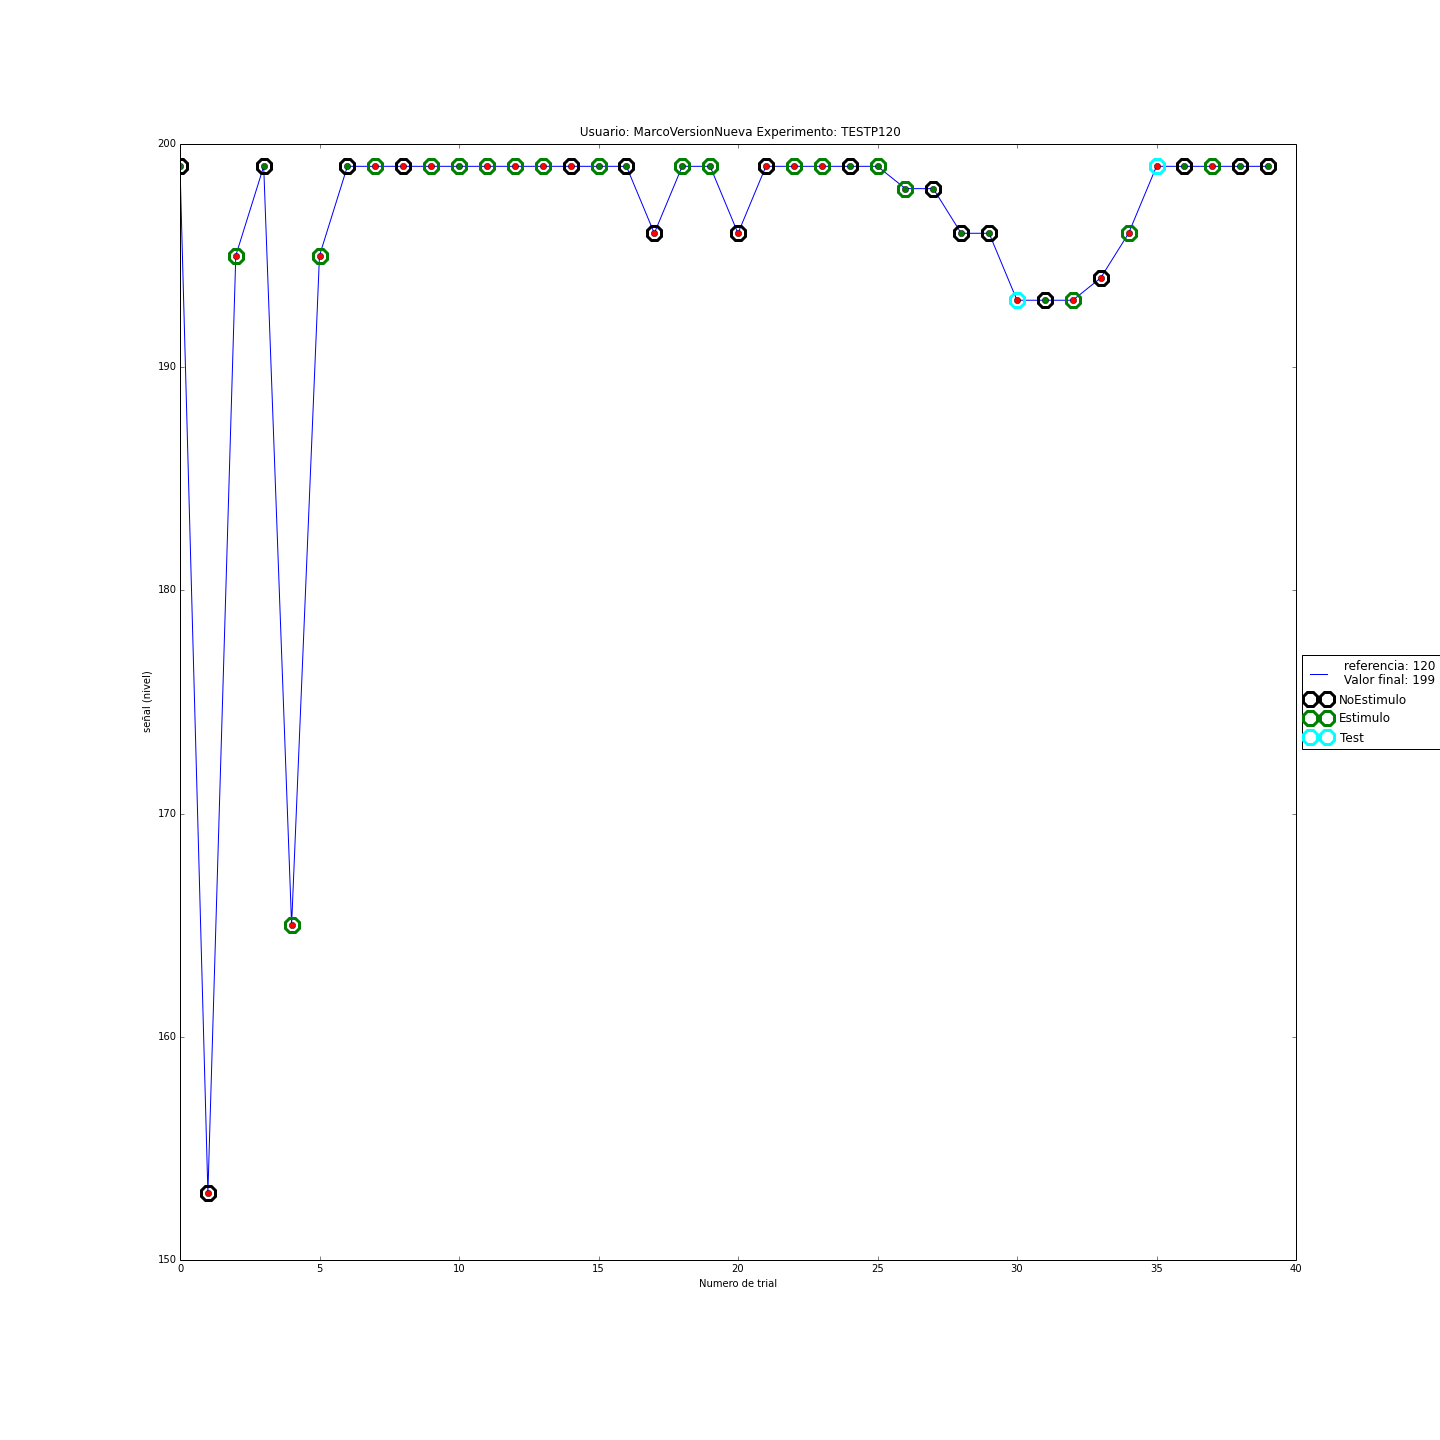 Usuario: MarcoVersionNueva Experimento: TESTP120
200
190
180
170
160
150
señal (nivel)
0 5 10 15 20 25 30 35 40
Numero de trial
referencia: 120
Valor final: 199
NoEstimulo
Estimulo
Test